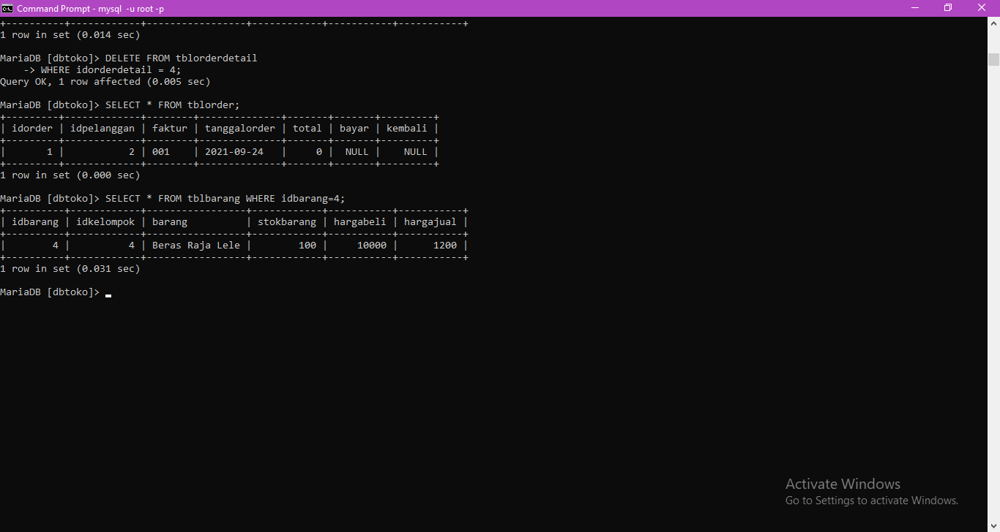 Command Prompt - mysql -u root -p
+----------+------------+-----------------+------------+-----------+-----------+
1 row in set (0.014 sec)
MariaDB [dbtoko]> DELETE FROM tblorderdetail
    -> WHERE idorderdetail = 4;
Query OK, 1 row affected (0.005 sec)
MariaDB [dbtoko]> SELECT * FROM tblorder;
+---------+-------------+--------+--------------+-------+-------+---------+
| idorder | idpelanggan | faktur | tanggalorder | total | bayar | kembali |
+---------+-------------+--------+--------------+-------+-------+---------+
|       1 |           2 | 001    | 2021-09-24   |     0 |  NULL |    NULL |
+---------+-------------+--------+--------------+-------+-------+---------+
1 row in set (0.000 sec)
MariaDB [dbtoko]> SELECT * FROM tblbarang WHERE idbarang=4;
+----------+------------+-----------------+------------+-----------+-----------+
| idbarang | idkelompok | barang          | stokbarang | hargabeli | hargajual |
+----------+------------+-----------------+------------+-----------+-----------+
|        4 |          4 | Beras Raja Lele |        100 |     10000 |      1200 |
+----------+------------+-----------------+------------+-----------+-----------+
1 row in set (0.031 sec)
MariaDB [dbtoko]>
Activate Windows
Go to Settings to activate Windows.